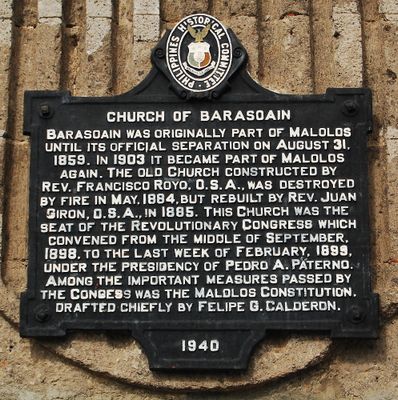 PHILIPPINES HISTORICAL COMMITTEE
CHURCH OF BARASOAIN
BARASOAIN WAS ORIGINALLY PART OF MALOLOS
UNTIL ITS OFFICIAL SEPARATION ON AUGUST 31,
1859. IN 1903 IT BECAME PART OF MALOLOS
AGAIN. THE OLD CHURCH CONSTRUCTED BY
REV. FRANCISCO ROYO, O.S.A., WAS DESTROYED
BY FIRE IN MAY, 1884, BUT REBUILT BY REV. JUAN
GIRON, O.S.A., IN 1885. THIS CHURCH WAS THE
SEAT OF THE REVOLUTIONARY CONGRESS WHICH
CONVENED FROM THE MIDDLE OF SEPTEMBER,
1898, TO THE LAST WEEK OF FEBRUARY, 1899,
UNDER THE PRESIDENCY OF PEDRO A. PATERNO.
AMONG THE IMPORTANT MEASURES PASSED BY
THE CONGESS WAS THE MALOLOS CONSTITUTION,
DRAFTED CHIEFLY BY FELIPE G. CALDERON.
1940